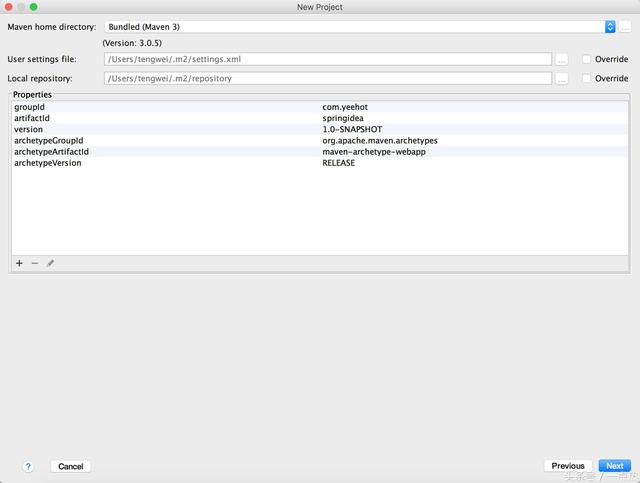 New Project
Maven home directory: Bundled (Maven 3)
(Version: 3.0.5)
User settings file: /Users/tengwei/.m2/settings.xml ... Override
Local repository: /Users/tengwei/.m2/repository ... Override
Properties
groupId com.yeehot
artifactId springidea
version 1.0-SNAPSHOT
archetypeGroupId org.apache.maven.archetypes
archetypeArtifactId maven-archetype-webapp
archetypeVersion RELEASE
? Cancel Previous Next
头条号 / 一声